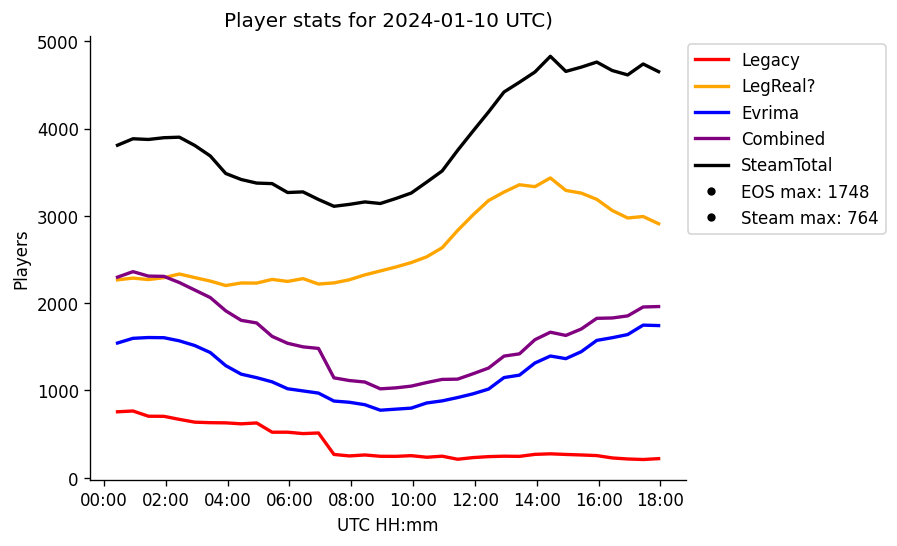 Player stats for 2024-01-10 UTC)
5000
4000
3000
2000
1000
0
Players
00:00 02:00 04:00 06:00 08:00 10:00 12:00 14:00 16:00 18:00
UTC HH:mm
Legacy
LegReal?
Evrima
Combined
SteamTotal
EOS max: 1748
Steam max: 764